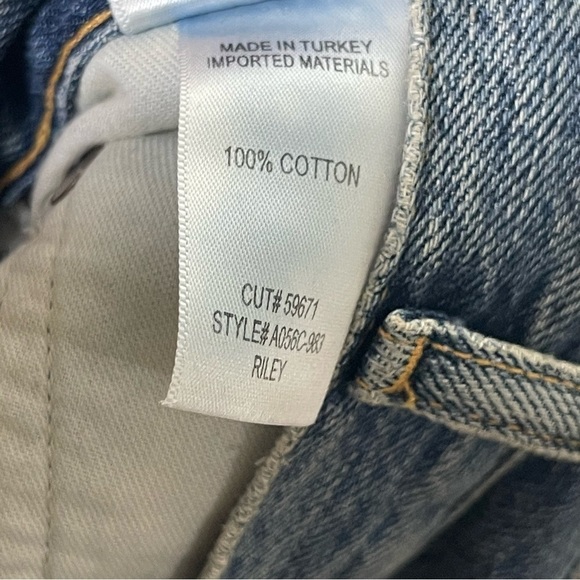 MADE IN TURKEY
IMPORTED MATERIALS
100% COTTON
CUT# 59671
STYLE# A056C-983
RILEY